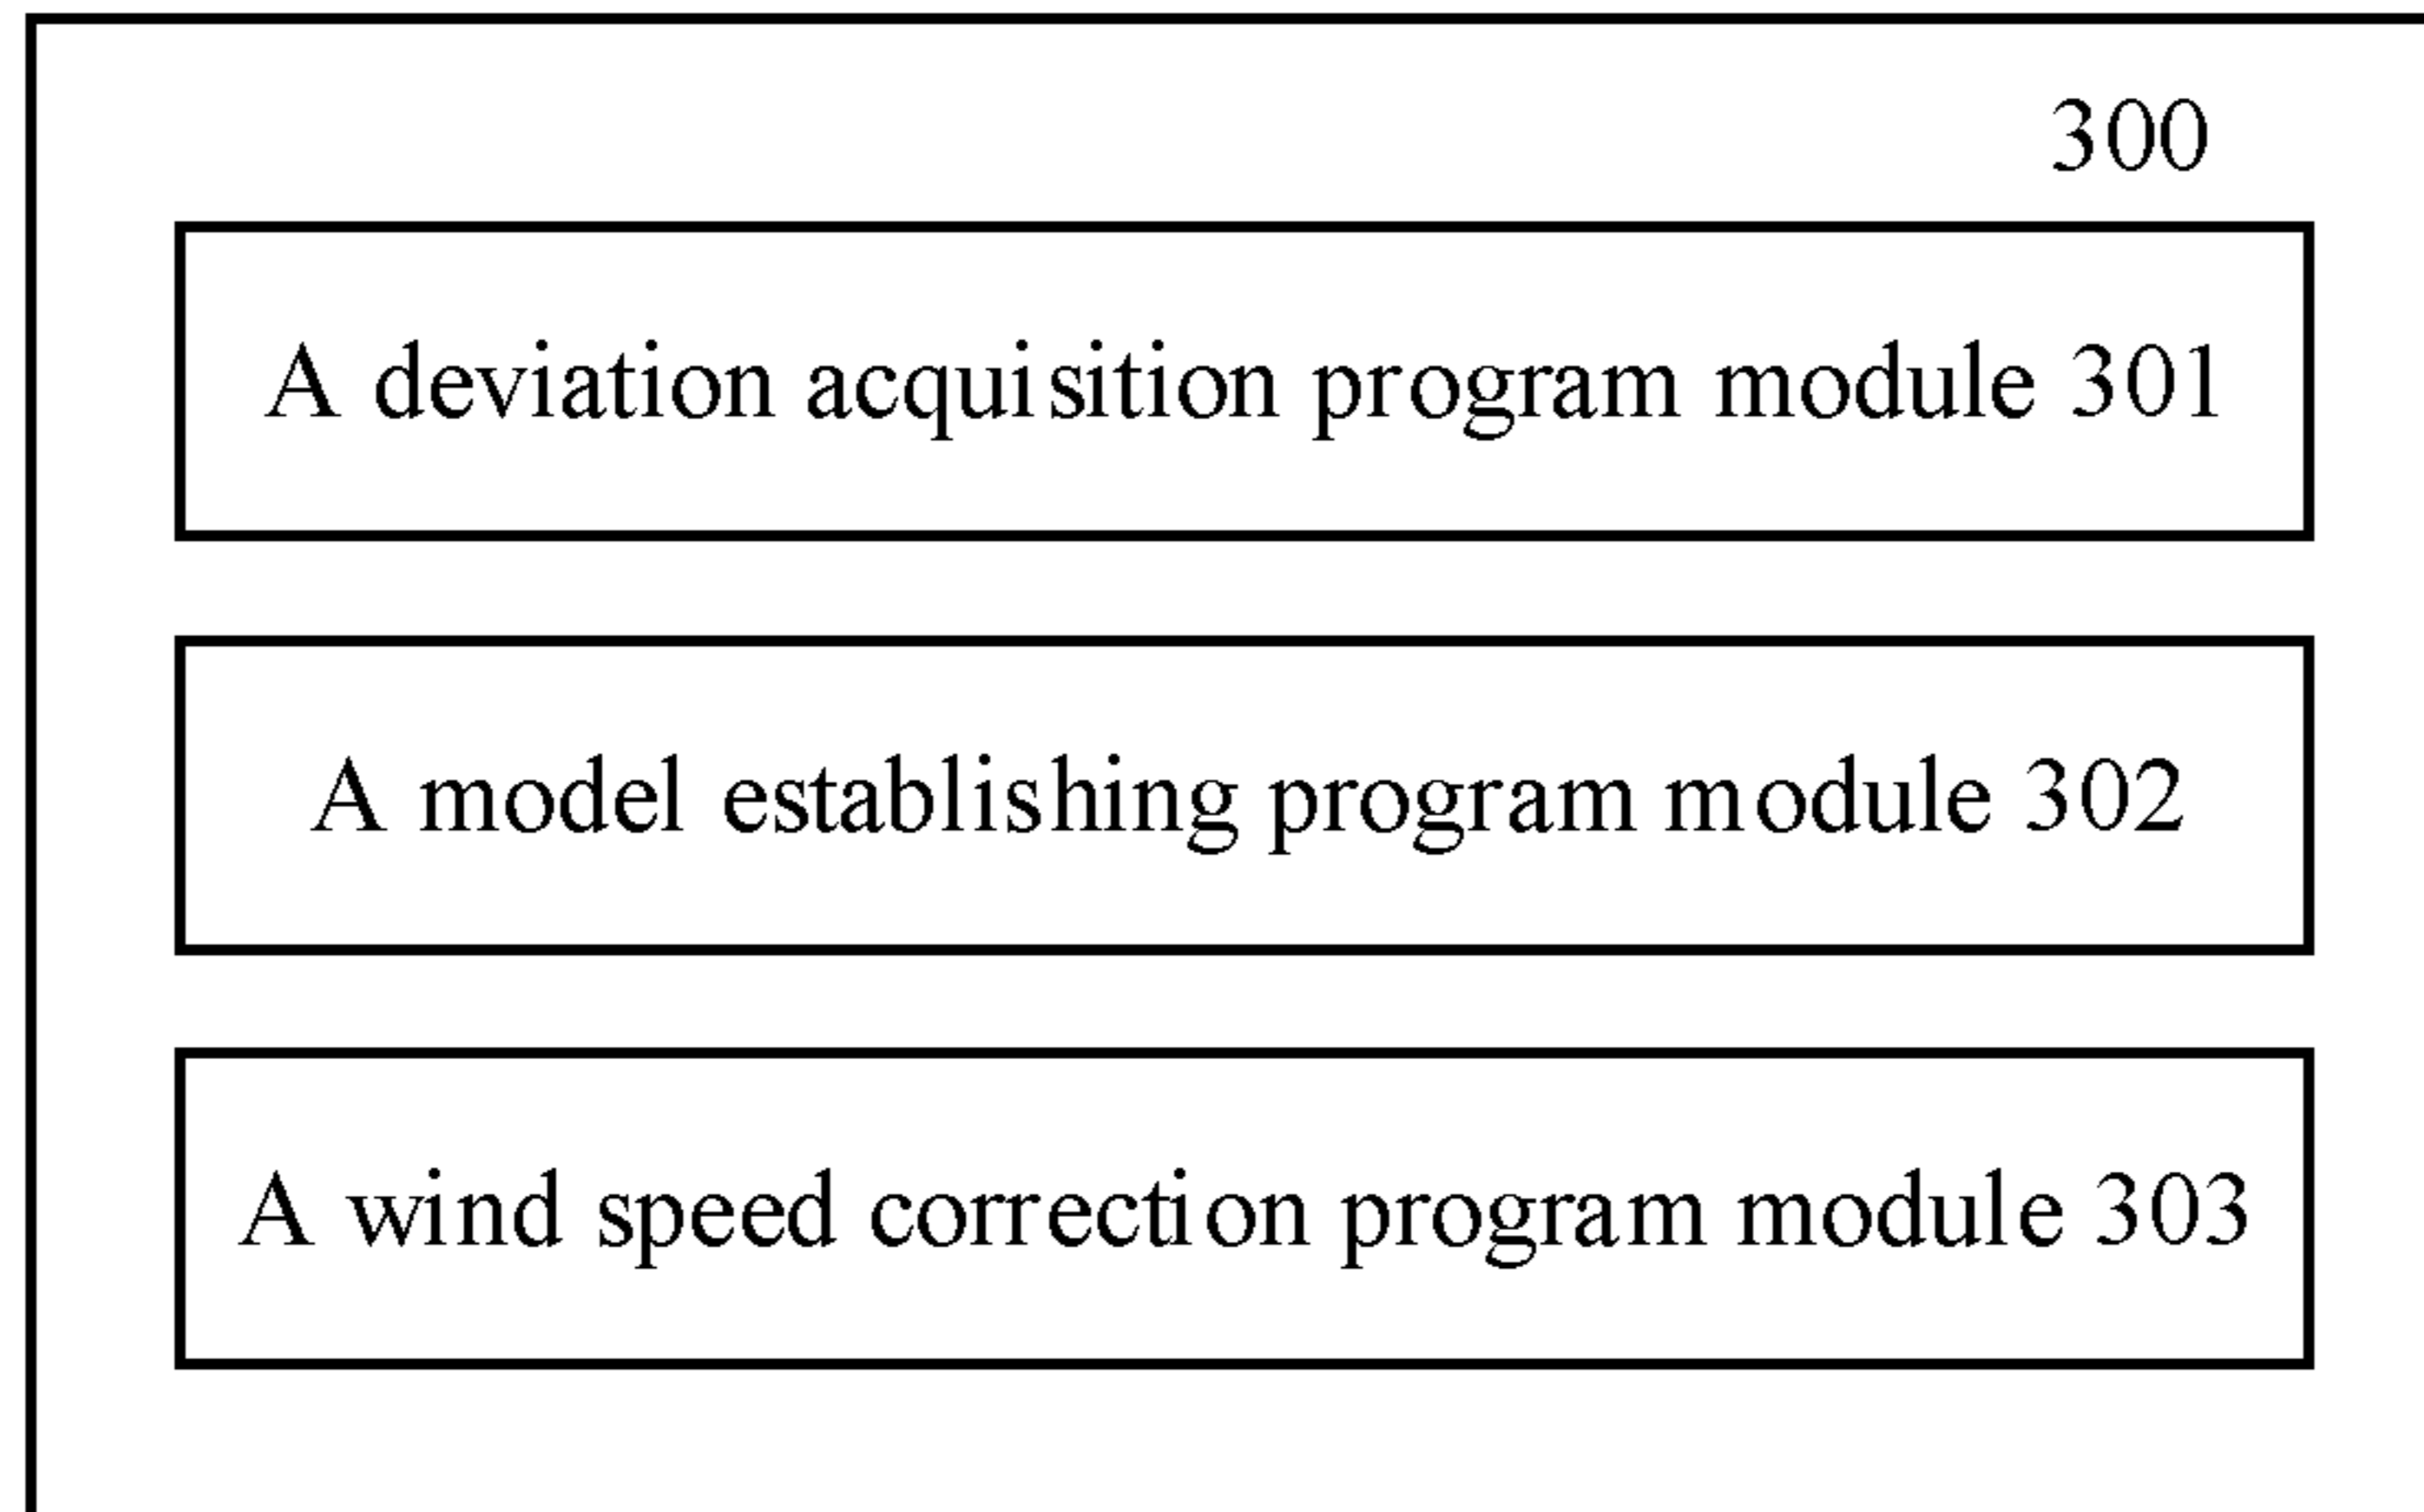 300
A deviation acquisition program module 301
A model establishing program module 302
A wind speed correction program module 303